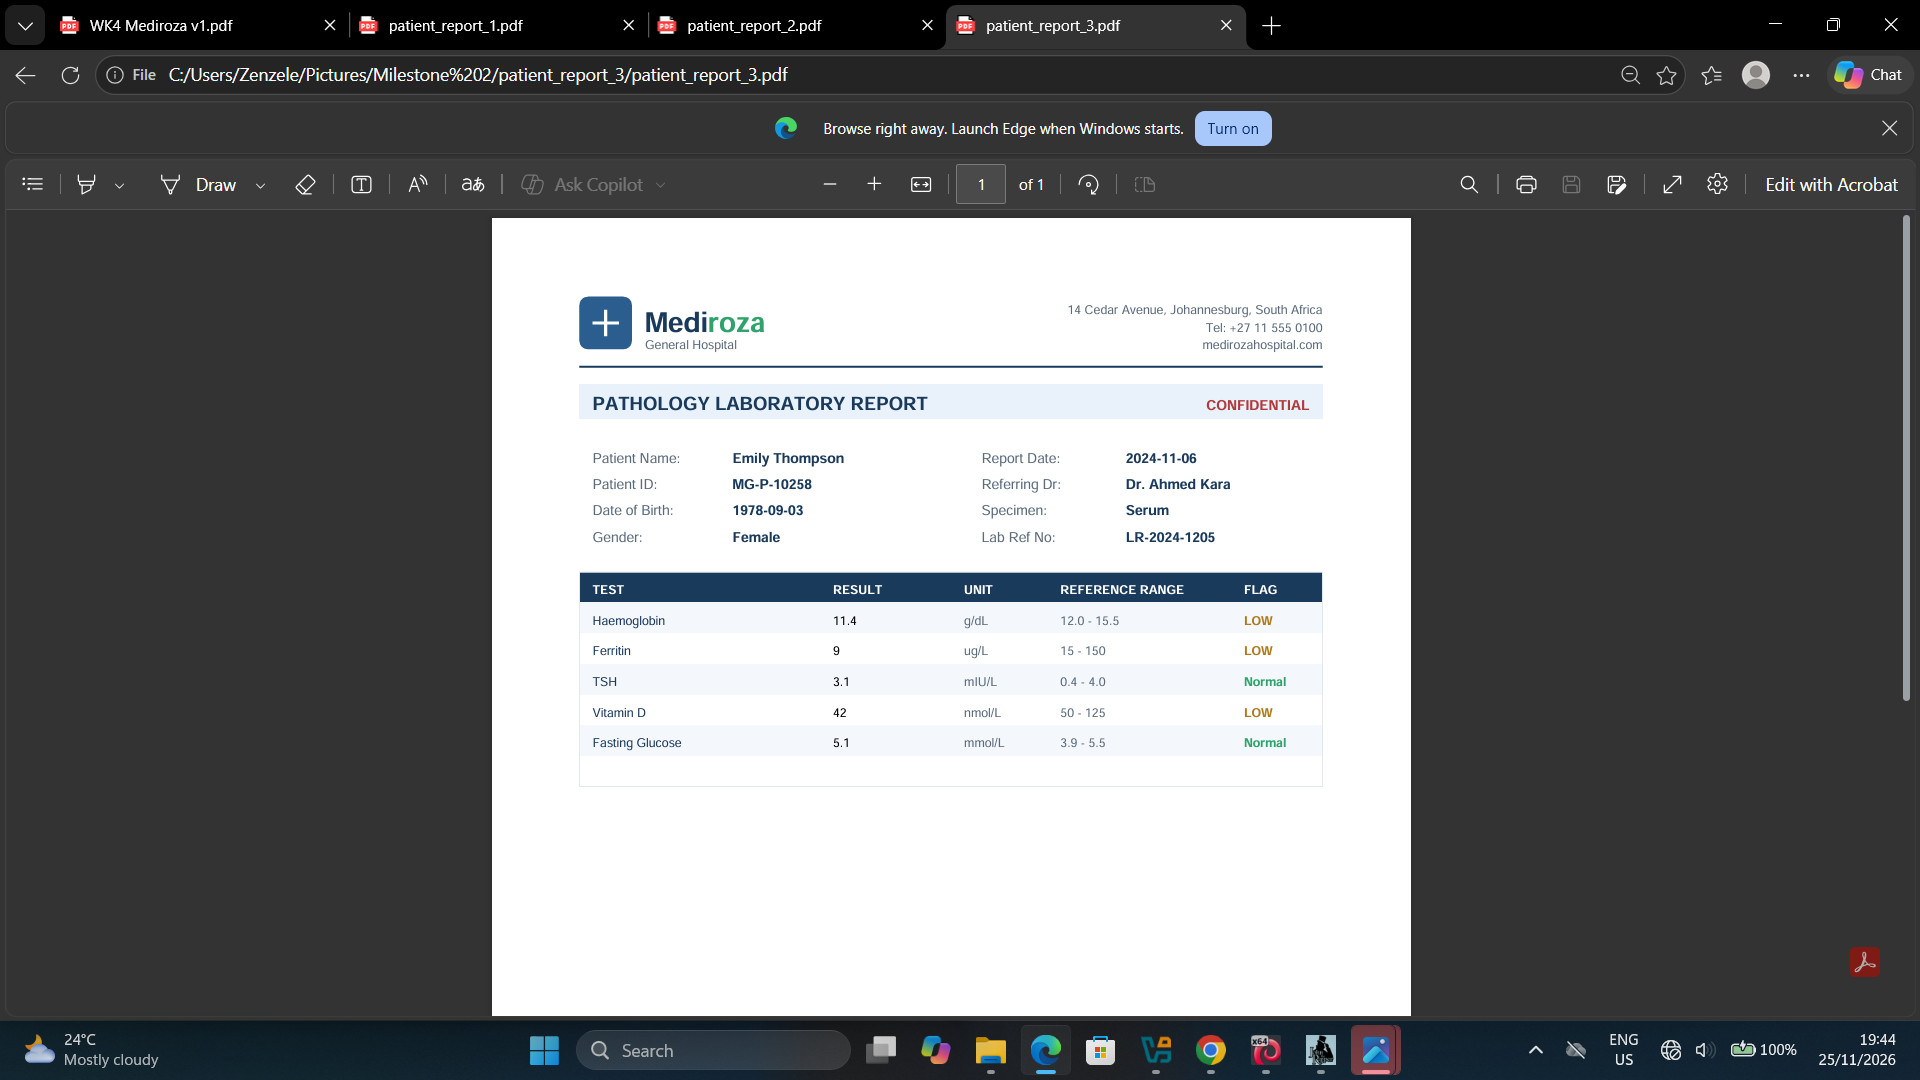 WK4 Mediroza v1.pdf
patient_report_1.pdf
patient_report_2.pdf
patient_report_3.pdf
File C:/Users/Zenzele/Pictures/Milestone%202/patient_report_3/patient_report_3.pdf
Chat
Browse right away. Launch Edge when Windows starts. Turn on
Draw
Ask Copilot
1 of 1
Edit with Acrobat
Mediroza
General Hospital
14 Cedar Avenue, Johannesburg, South Africa
Tel: +27 11 555 0100
medirozahospital.com
PATHOLOGY LABORATORY REPORT CONFIDENTIAL
Patient Name: Emily Thompson Report Date: 2024-11-06
Patient ID: MG-P-10258 Referring Dr: Dr. Ahmed Kara
Date of Birth: 1978-09-03 Specimen: Serum
Gender: Female Lab Ref No: LR-2024-1205
TEST RESULT UNIT REFERENCE RANGE FLAG
Haemoglobin 11.4 g/dL 12.0 - 15.5 LOW
Ferritin 9 ug/L 15 - 150 LOW
TSH 3.1 mIU/L 0.4 - 4.0 Normal
Vitamin D 42 nmol/L 50 - 125 LOW
Fasting Glucose 5.1 mmol/L 3.9 - 5.5 Normal
24°C
Mostly cloudy
Search
ENG
US
100%
19:44
25/11/2026